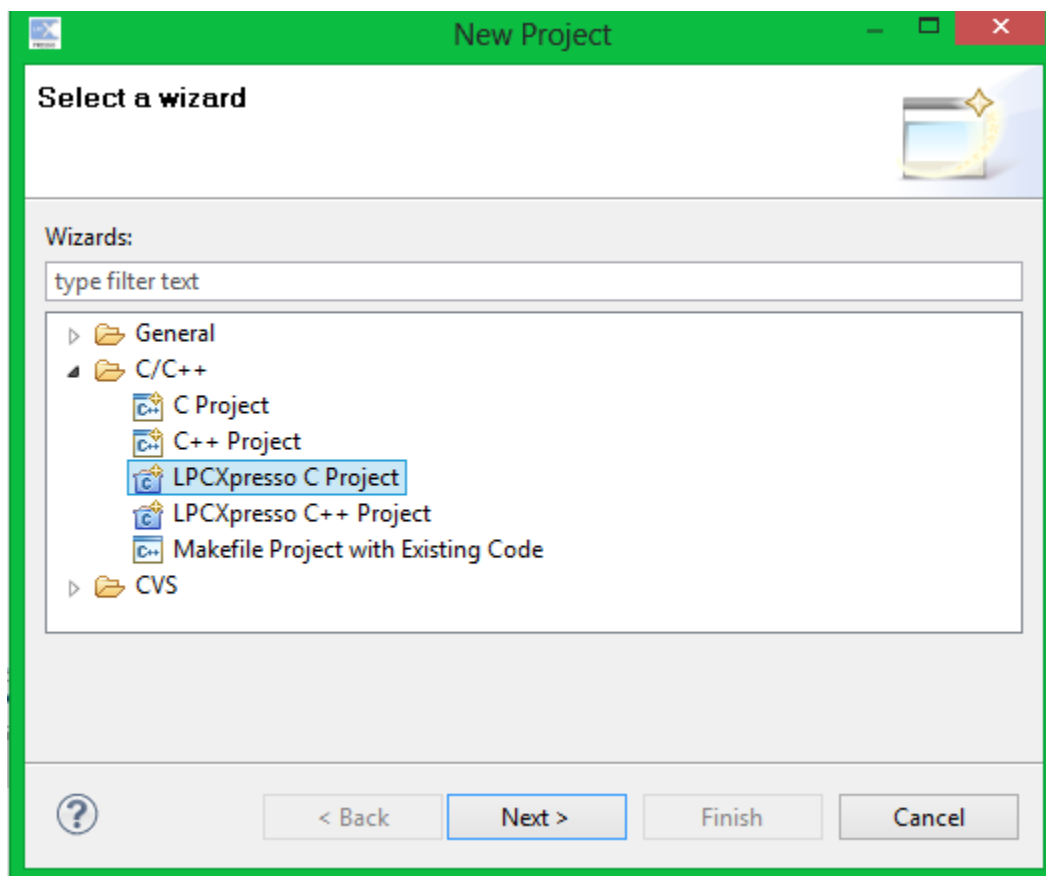 New Project
Select a wizard
Wizards:
type filter text
General
C/C++
C Project
C++ Project
LPCXpresso C Project
LPCXpresso C++ Project
Makefile Project with Existing Code
CVS
< Back Next > Finish Cancel